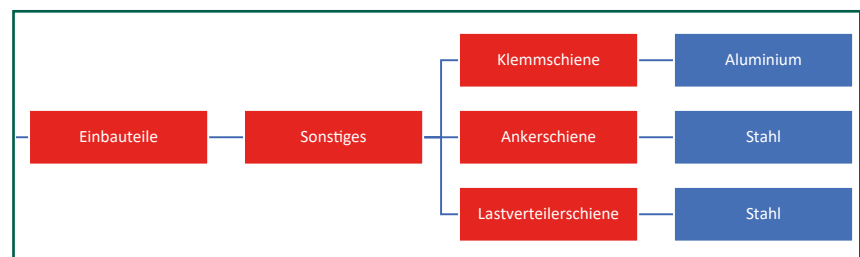 Klemmschiene
Aluminium
Einbauteile
Sonstiges
Ankerschiene
Stahl
Lastverteilerschiene
Stahl